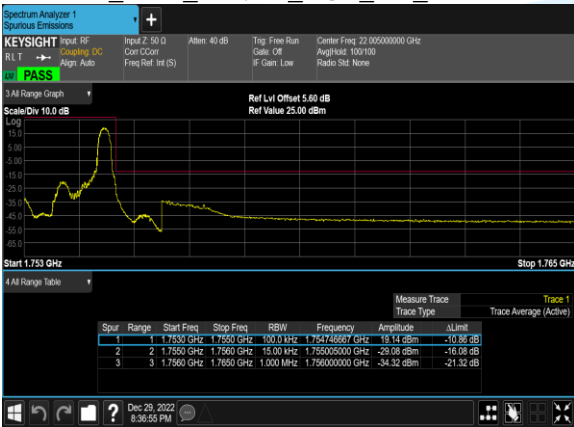 Spectrum Analyzer 1
Spurious Emissions
+
KEYSIGHT Input: RF Input Z: 50 Ω Atten: 40 dB Trig: Free Run Center Freq: 22.005000000 GHz
RLT Coupling: DC Corr CCorr Gate: Off Avg|Hold: 100/100
Align: Auto Freq Ref: Int (S) IF Gain: Low Radio Std: None
PASS
3 All Range Graph
Ref Lvl Offset 5.60 dB
Scale/Div 10.0 dB Ref Value 25.00 dBm
Log
15.0
5.00
-5.00
-15.0
-25.0
-35.0
-45.0
-55.0
-65.0
Start 1.753 GHz Stop 1.765 GHz
4 All Range Table
Measure Trace Trace 1
Trace Type Trace Average (Active)
Spur Range Start Freq Stop Freq RBW Frequency Amplitude ΔLimit
1 1 1.7530 GHz 1.7550 GHz 100.0 kHz 1.754746667 GHz 19.14 dBm -10.86 dB
2 2 1.7550 GHz 1.7560 GHz 15.00 kHz 1.755005000 GHz -29.08 dBm -16.08 dB
3 3 1.7560 GHz 1.7650 GHz 1.000 MHz 1.756000000 GHz -34.32 dBm -21.32 dB
? Dec 29, 2022
8:36:55 PM